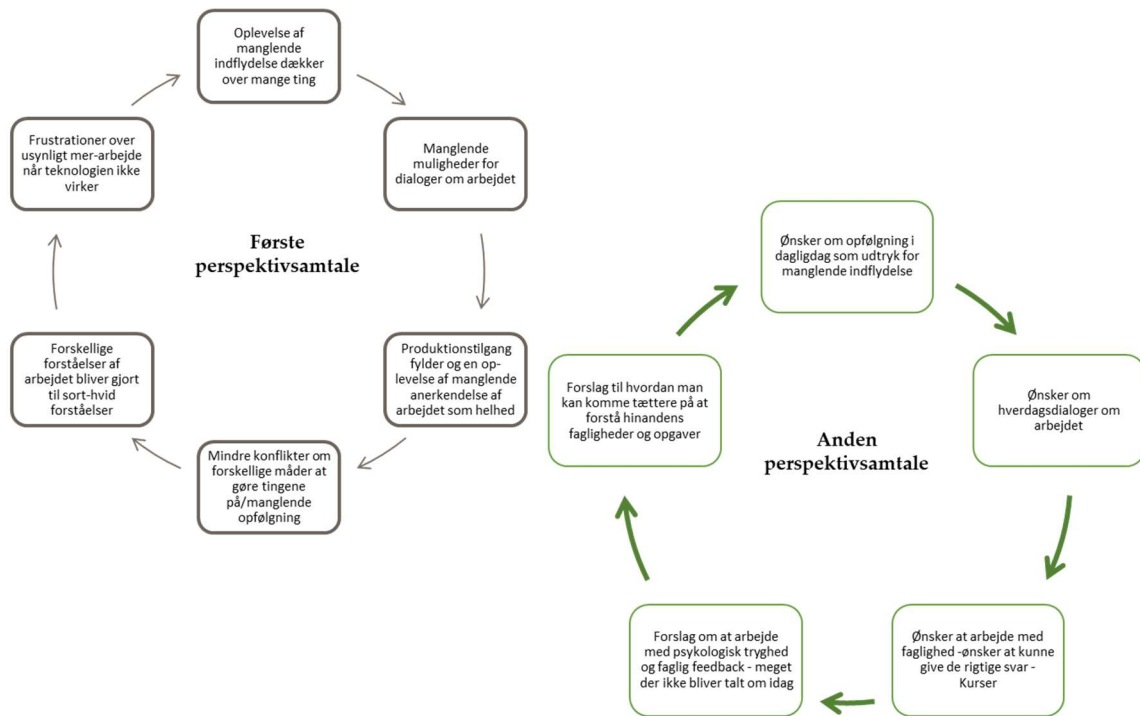 Oplevelse af
manglende
indflydelse dækker
over mange ting
Manglende
muligheder for
dialoger om arbejdet
Produktionstilgang
fylder og en op-
levelse af manglende
anerkendelse af
arbejdet som helhed
Mindre konflikter om
forskellige måder at
gøre tingene
på/manglende
opfølgning
Forskellige
forståelser af
arbejdet bliver gjort
til sort-hvid
forståelser
Frustrationer over
usynligt mer-arbejde
når teknologien ikke
virker
Første
perspektivsamtale
Ønsker om opfølgning i
dagligdag som udtryk for
manglende indflydelse
Ønsker om
hverdagsdialoger om
arbejdet
Ønsker at arbejde med
faglighed -ønsker at kunne
give de rigtige svar -
Kurser
Forslag om at arbejde
med psykologisk tryghed
og faglig feedback - meget
der ikke bliver talt om idag
Forslag til hvordan man
kan komme tættere på at
forstå hinandens
fagligheder og opgaver
Anden
perspektivsamtale